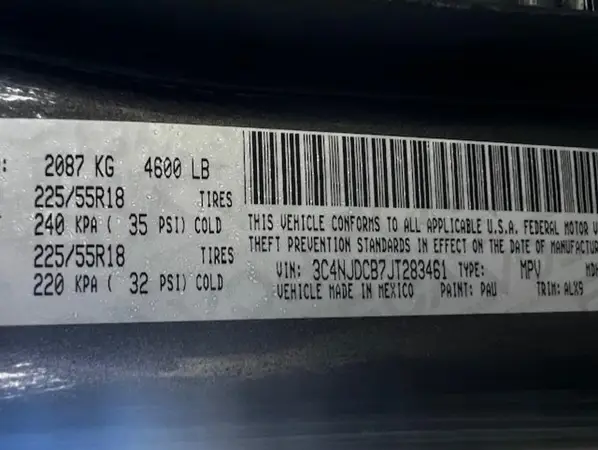 : 2087 KG 4600 LB
225/55R18 TIRES
240 KPA ( 35 PSI) COLD
225/55R18 TIRES
220 KPA ( 32 PSI) COLD
THIS VEHICLE CONFORMS TO ALL APPLICABLE U.S.A. FEDERAL MOTOR V
THEFT PREVENTION STANDARDS IN EFFECT ON THE DATE OF MANUFACTUR
VIN: 3C4NJDCB7JT283461 TYPE: MPV MDH
VEHICLE MADE IN MEXICO PAINT: PAU TRIM: ALX9